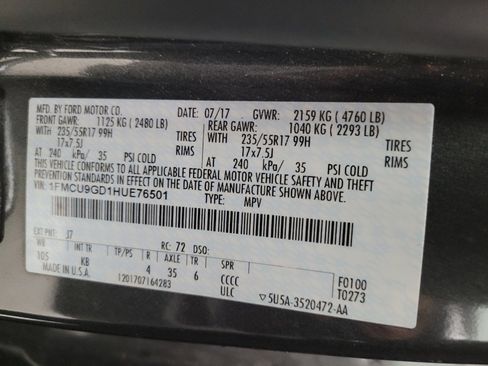 MFD. BY FORD MOTOR CO.
DATE: 07/17 GVWR: 2159 KG ( 4760 LB)
FRONT GAWR: 1125 KG ( 2480 LB) REAR GAWR: 1040 KG ( 2293 LB)
WITH 235/55R17 99H TIRES WITH 235/55R17 99H TIRES
17x7.5J RIMS 17x7.5J RIMS
AT 240 kPa/ 35 PSI COLD AT 240 kPa/ 35 PSI COLD
THIS VEHICLE CONFORMS TO ALL APPLICABLE FEDERAL MOTOR VEHICLE SAFETY AND THEFT
PREVENTION STANDARDS IN EFFECT ON THE DATE OF MANUFACTURE SHOWN ABOVE.
VIN: 1FMCU9GD1HUE76501
TYPE: MPV
EXT PNT: J7 RC: 72 DSO:
WB INT TR TP/PS R AXLE TR SPR
105 KB 4 35 6 CCCC F0100
MADE IN U.S.A. ULC T0273
1201707164283 5U5A-3520472-AA